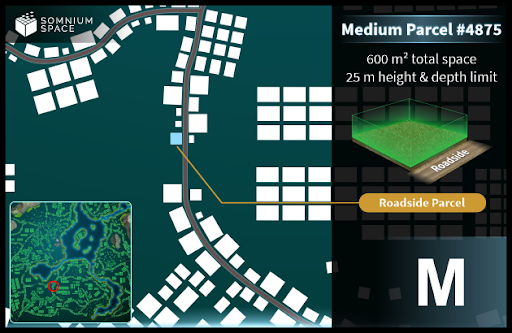 SOMNIUM
SPACE
Medium Parcel #4875
600 m² total space
25 m height & depth limit
Roadside
Roadside Parcel
M